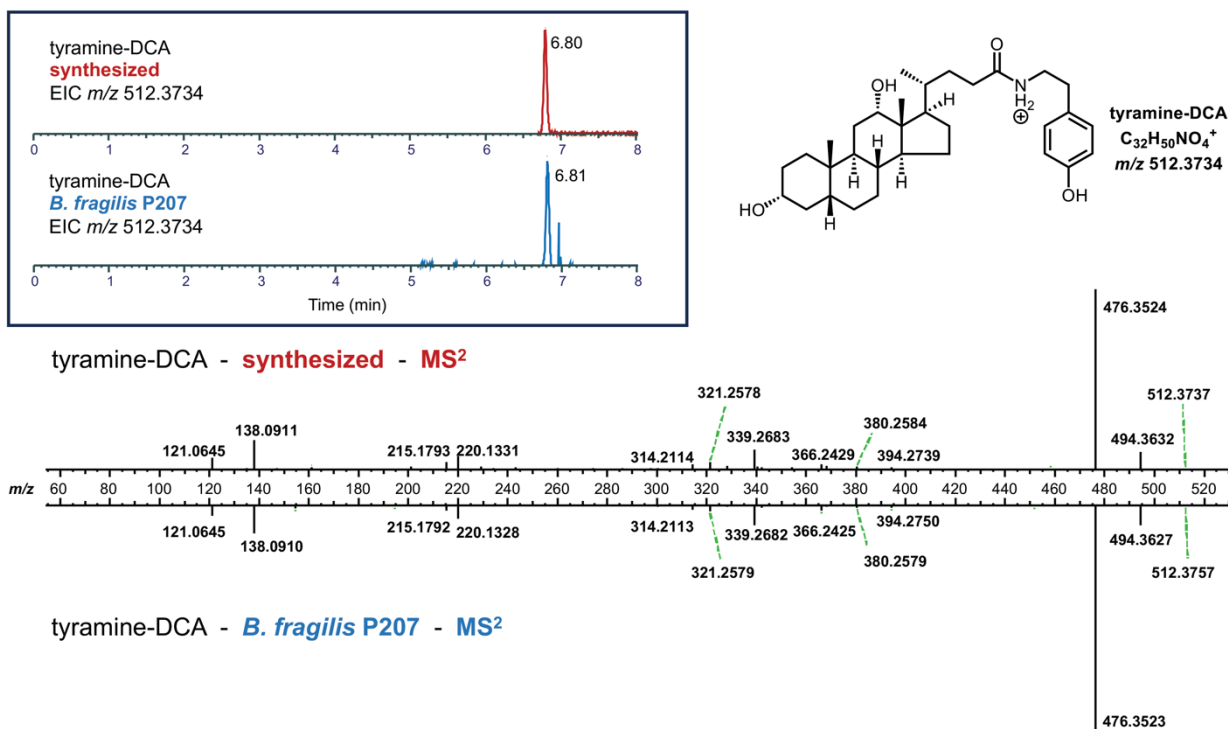 tyramine-DCA
synthesized
EIC m/z 512.3734
6.80
0 1 2 3 4 5 6 7 8
tyramine-DCA
B. fragilis P207
EIC m/z 512.3734
6.81
0 1 2 3 4 5 6 7 8
Time (min)
O
N
H2
⊕
OH
H
H
H
H
H
HO
OH
tyramine-DCA
C32H50NO4+
m/z 512.3734
tyramine-DCA - synthesized - MS2
476.3524
321.2578
512.3737
138.0911
380.2584
121.0645
215.1793
220.1331
314.2114
339.2683
366.2429
394.2739
494.3632
m/z
60 80 100 120 140 160 180 200 220 240 260 280 300 320 340 360 380 400 420 440 460 480 500 520
121.0645
138.0910
215.1792
220.1328
314.2113
339.2682
366.2425
394.2750
494.3627
321.2579
380.2579
512.3757
tyramine-DCA - B. fragilis P207 - MS2
476.3523